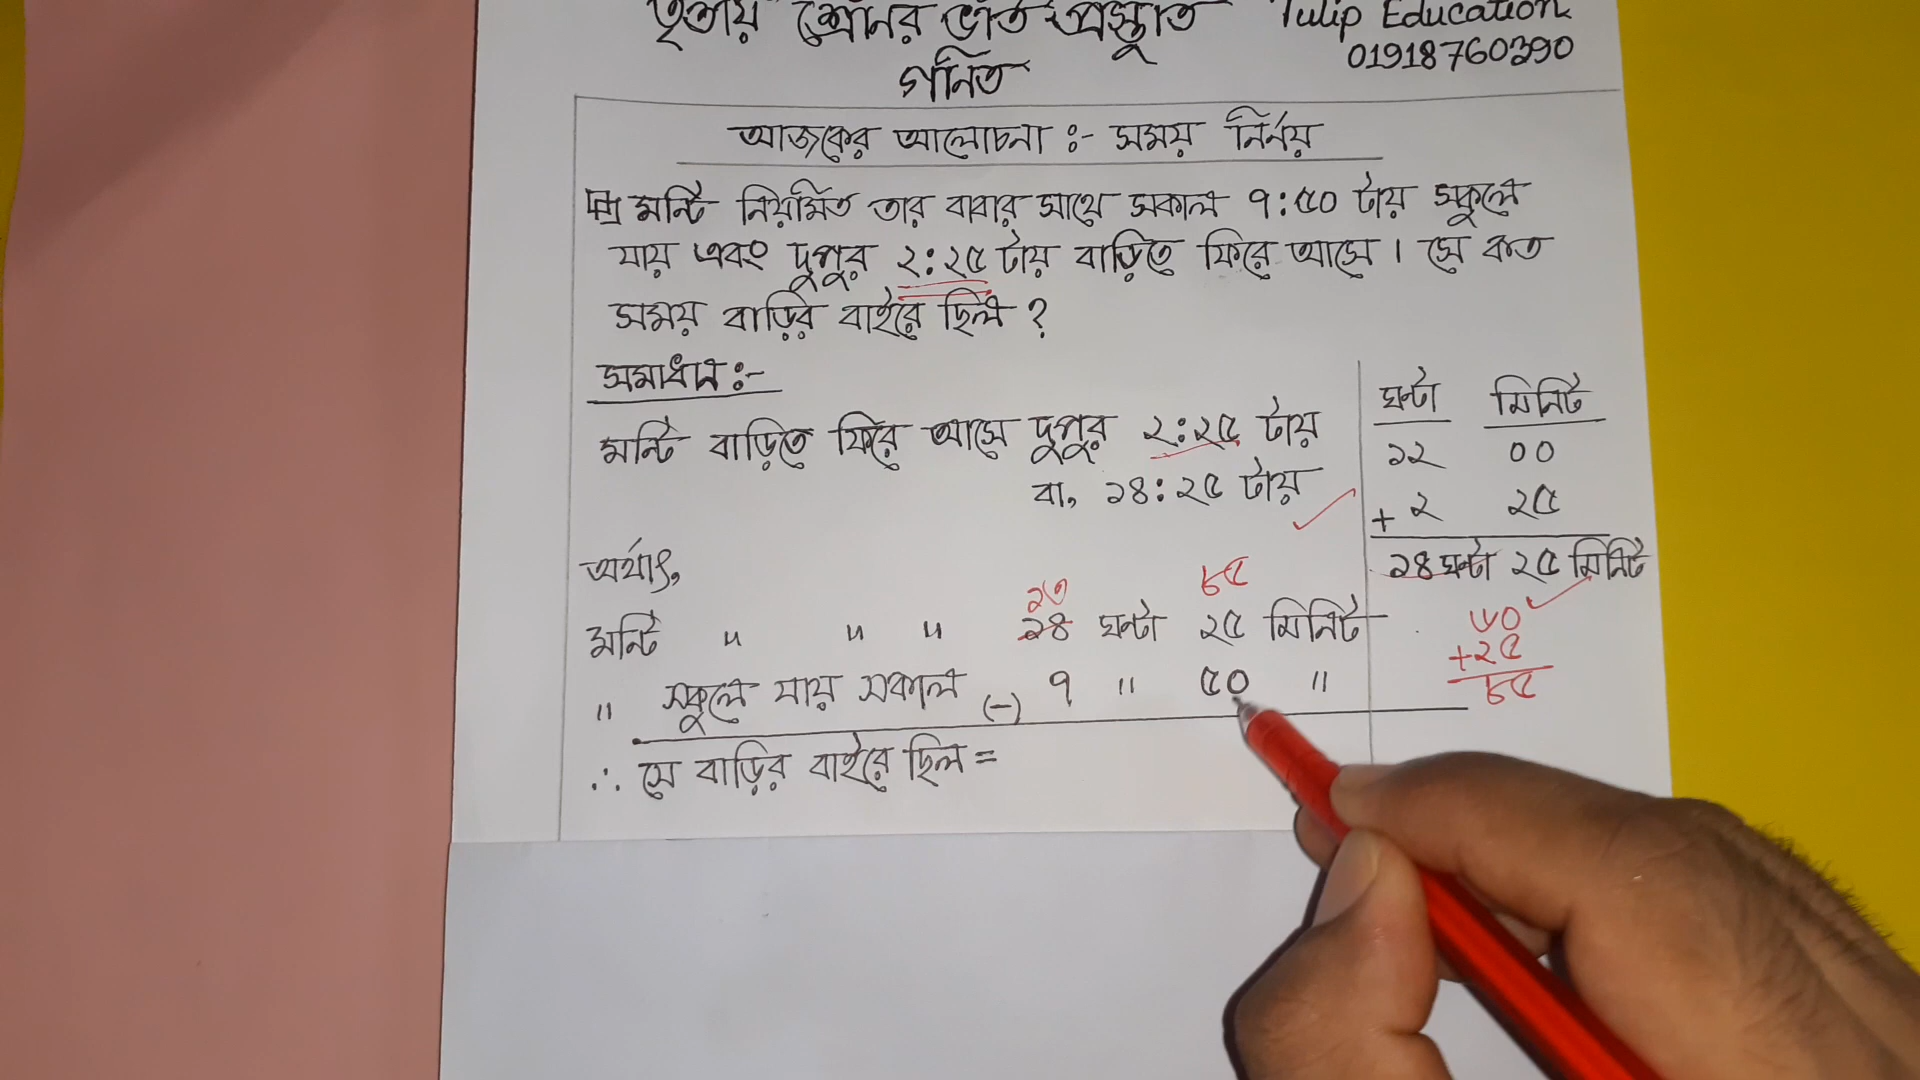 তৃতীয় শ্রেনির ভর্তি প্রস্তুতি
গনিত
Tulip Education
01918760390
আজকের আলোচনা :- সময় নির্নয়
প্রঃ মন্টি নিয়মিত তার বাবার সাথে সকাল ৭:৫০ টায় স্কুলে
যায় এবং দুপুর ২:২৫ টায় বাড়িতে ফিরে আসে। সে কত
সময় বাড়ির বাইরে ছিল ?
সমাধান :-
মন্টি বাড়িতে ফিরে আসে দুপুর ২:২৫ টায়
বা, ১৪:২৫ টায়
অর্থাৎ,
১৩ ৮৫
মন্টি " " " ১৪ ঘন্টা ২৫ মিনিট
" স্কুলে যায় সকাল (-) ৭ " ৫০ "
∴ সে বাড়ির বাইরে ছিল =
ঘন্টা মিনিট
১২ ০০
+ ২ ২৫
১৪ ঘন্টা ২৫ মিনিট
৬০
+২৫
৮৫